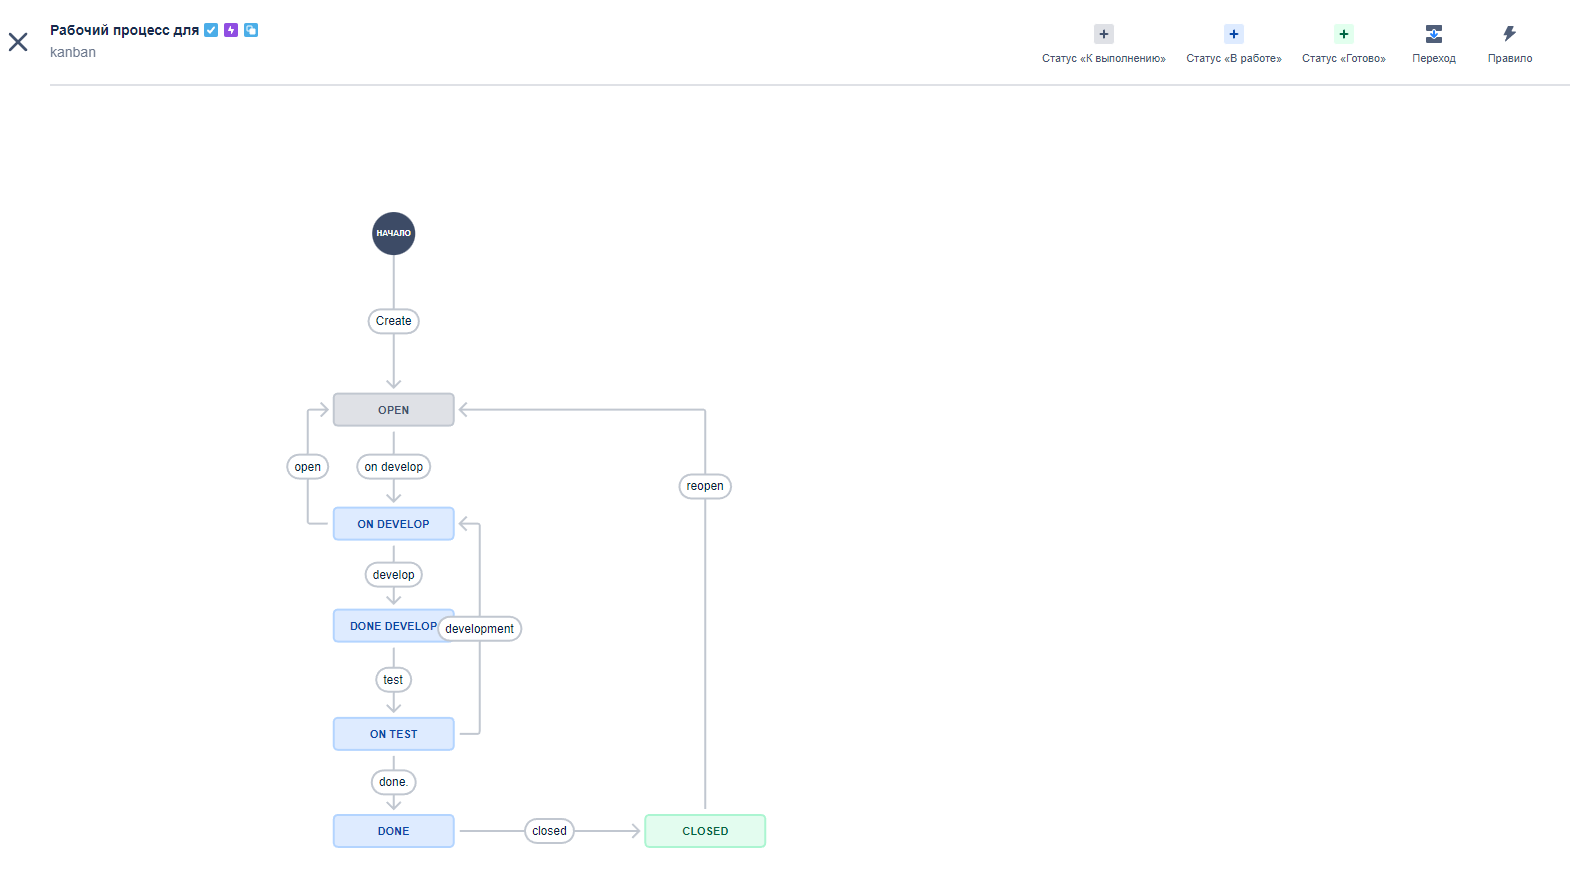 Рабочий процесс для
kanban
Статус «К выполнению»
Статус «В работе»
Статус «Готово»
Переход
Правило
НАЧАЛО
Create
OPEN
open
on develop
reopen
ON DEVELOP
develop
DONE DEVELOP
development
test
ON TEST
done.
DONE
closed
CLOSED